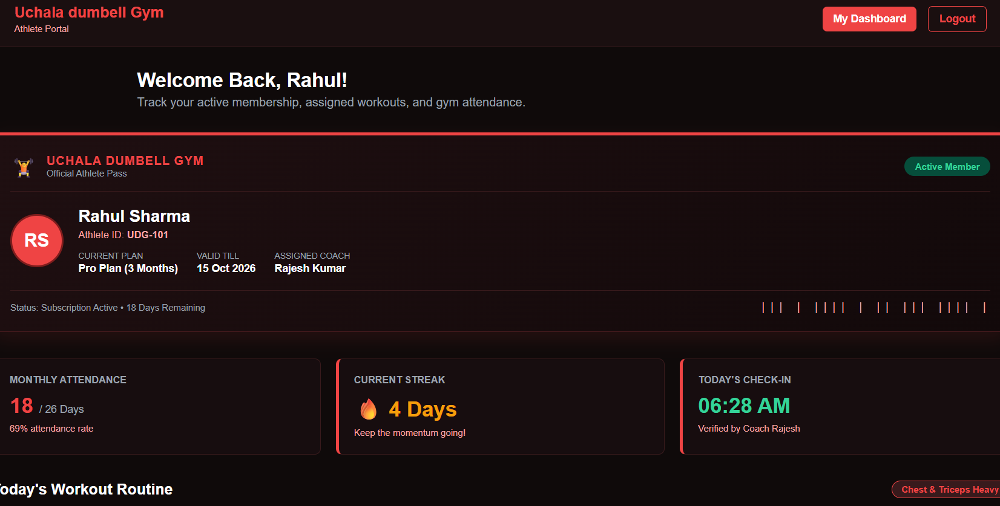 Uchala dumbell Gym
Athlete Portal
My Dashboard
Logout
Welcome Back, Rahul!
Track your active membership, assigned workouts, and gym attendance.
UCHALA DUMBELL GYM
Official Athlete Pass
Active Member
RS
Rahul Sharma
Athlete ID: UDG-101
CURRENT PLAN
Pro Plan (3 Months)
VALID TILL
15 Oct 2026
ASSIGNED COACH
Rajesh Kumar
Status: Subscription Active • 18 Days Remaining
MONTHLY ATTENDANCE
18 / 26 Days
69% attendance rate
CURRENT STREAK
4 Days
Keep the momentum going!
TODAY'S CHECK-IN
06:28 AM
Verified by Coach Rajesh
Today's Workout Routine
Chest & Triceps Heavy